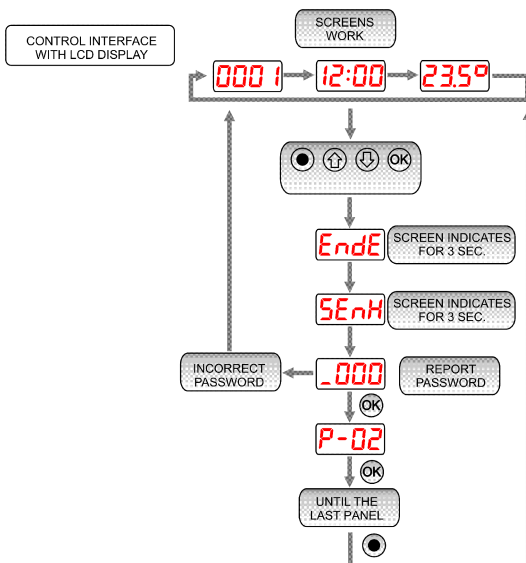 SCREENS
WORK
CONTROL INTERFACE
WITH LCD DISPLAY
0001
12:00
23.5º
OK
EndE
SCREEN INDICATES
FOR 3 SEC.
SEnH
SCREEN INDICATES
FOR 3 SEC.
INCORRECT
PASSWORD
_000
REPORT
PASSWORD
OK
P-02
OK
UNTIL THE
LAST PANEL